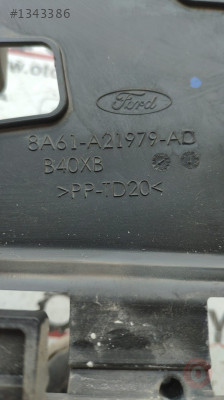 #1343386
Ford
8A61-A21979-AD
B40XB
>PP-TD20<